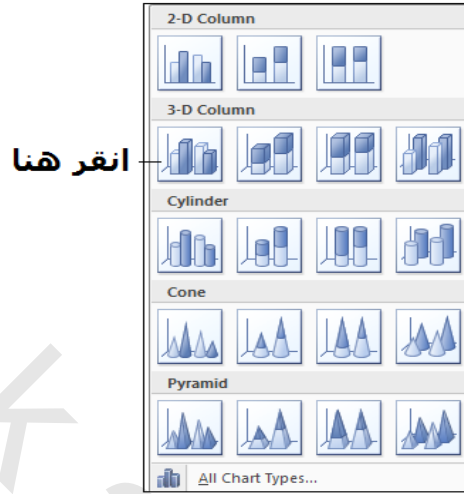 2-D Column
3-D Column
انقر هنا
Cylinder
Cone
Pyramid
All Chart Types...